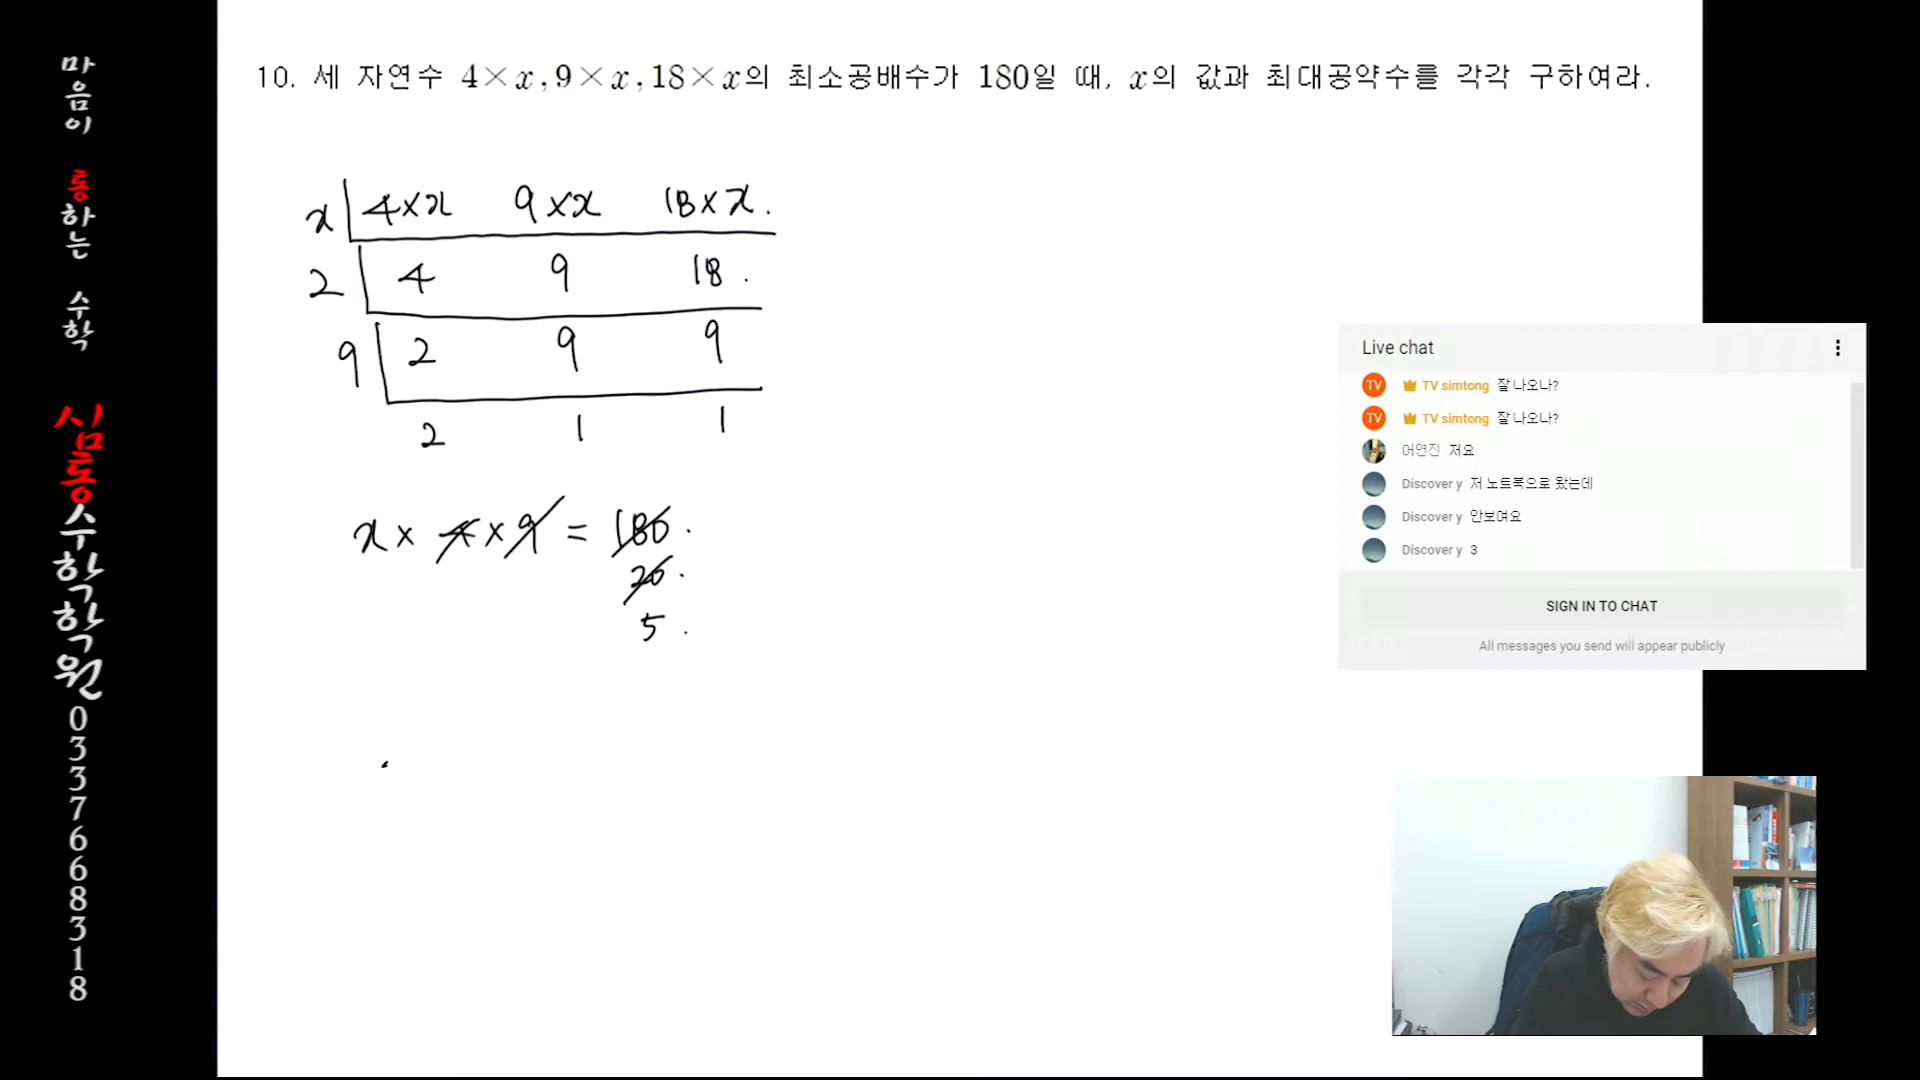 마음이 통하는 수학
심통수학학원
0337668318
10. 세 자연수 4×x, 9×x, 18×x의 최소공배수가 180일 때, x의 값과 최대공약수를 각각 구하여라.
x 4×x 9×x 18×x.
2 4 9 18.
9 2 9 9
2 1 1
x × 4 × 9 = 180.
20.
5.
Live chat
TV TV simtong 잘 나오나?
TV TV simtong 잘 나오나?
어연진 저요
Discover y 저 노트북으로 왔는데
Discover y 안보여요
Discover y 3
SIGN IN TO CHAT
All messages you send will appear publicly